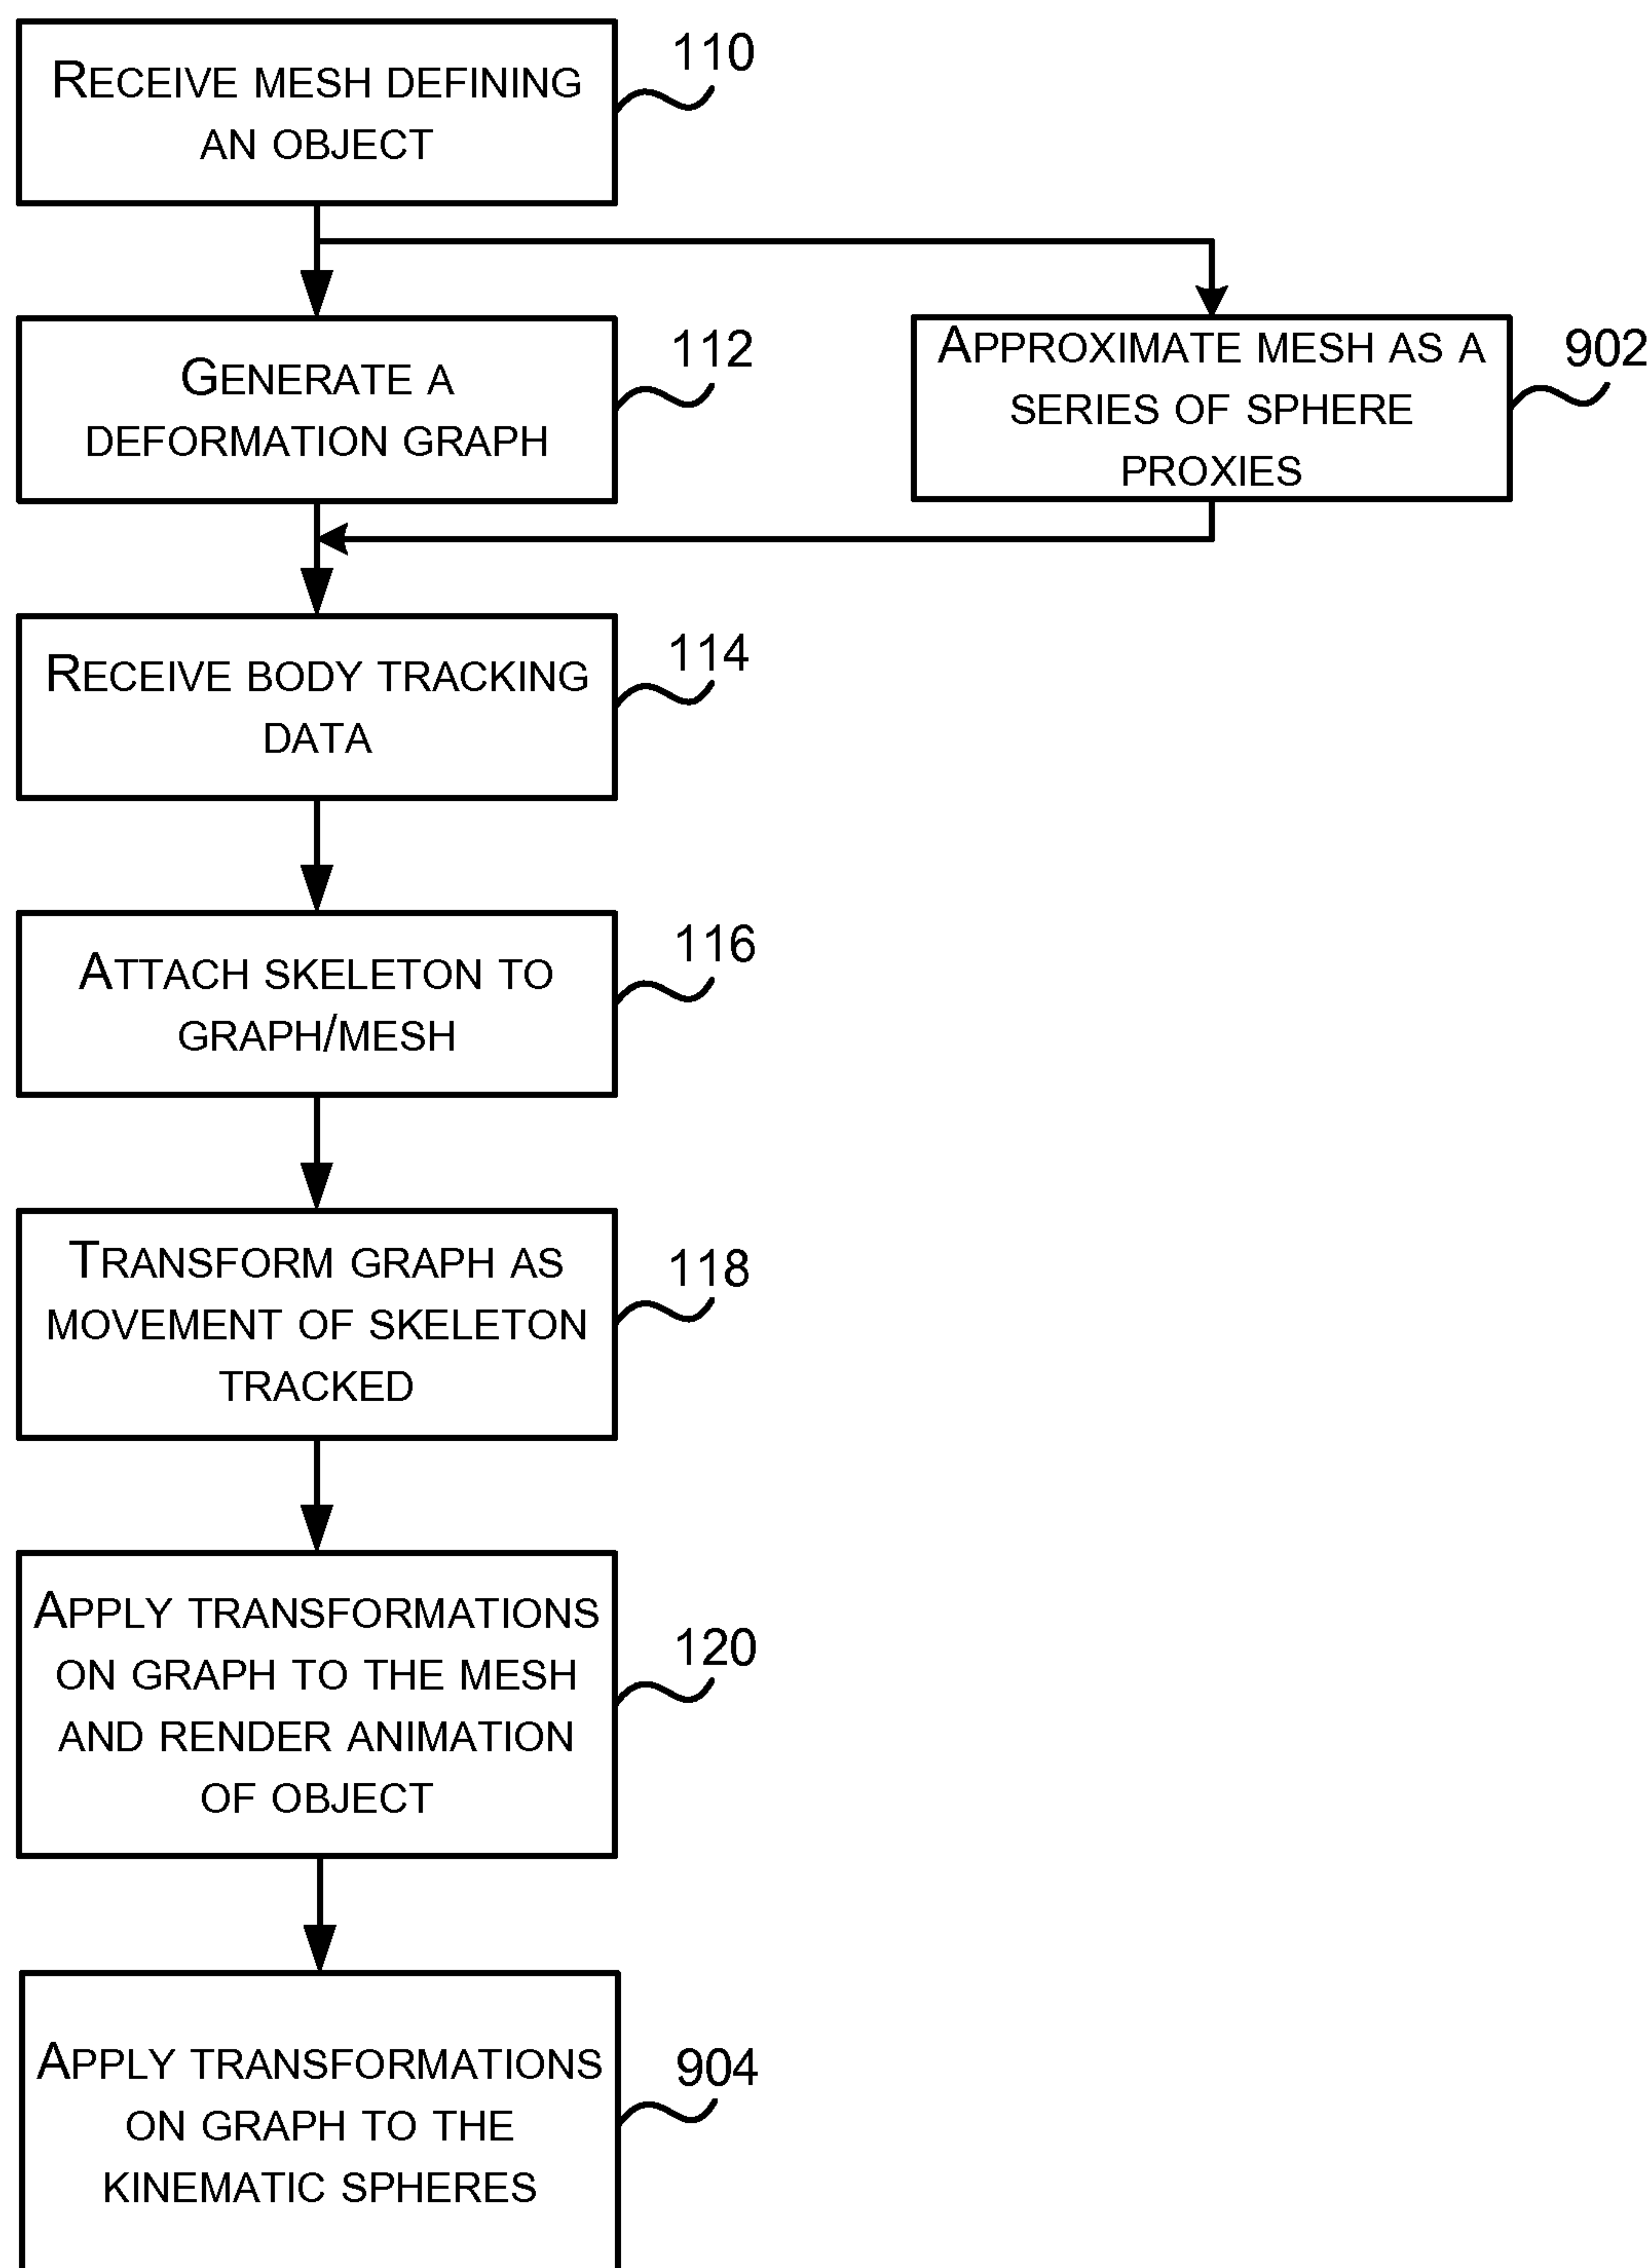 RECEIVE MESH DEFINING
AN OBJECT
110
GENERATE A
DEFORMATION GRAPH
112
APPROXIMATE MESH AS A
SERIES OF SPHERE
PROXIES
902
RECEIVE BODY TRACKING
DATA
114
ATTACH SKELETON TO
GRAPH/MESH
116
TRANSFORM GRAPH AS
MOVEMENT OF SKELETON
TRACKED
118
APPLY TRANSFORMATIONS
ON GRAPH TO THE MESH
AND RENDER ANIMATION
OF OBJECT
120
APPLY TRANSFORMATIONS
ON GRAPH TO THE
KINEMATIC SPHERES
904